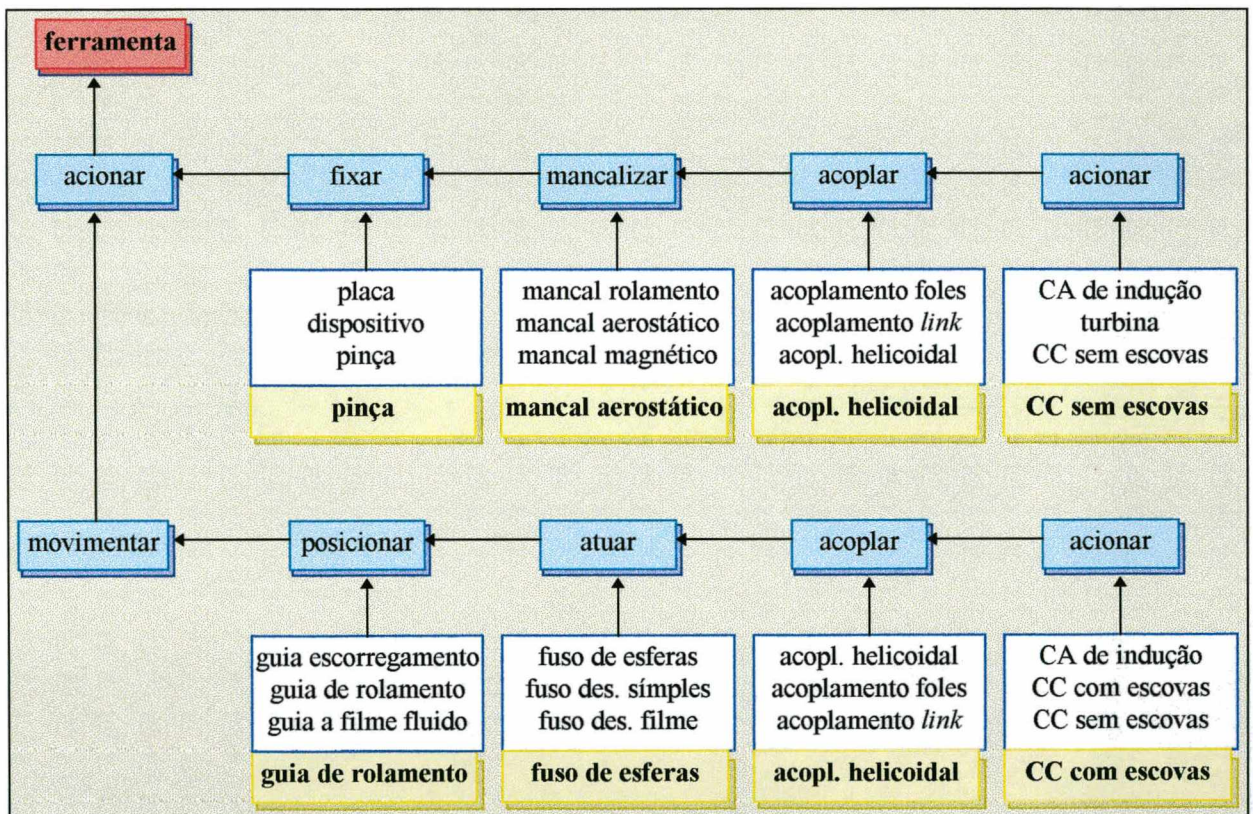 ferramenta
acionar
fixar
mancalizar
acoplar
acionar
placa
dispositivo
pinça
pinça
mancal rolamento
mancal aerostático
mancal magnético
mancal aerostático
acoplamento foles
acoplamento link
acopl. helicoidal
acopl. helicoidal
CA de indução
turbina
CC sem escovas
CC sem escovas
movimentar
posicionar
atuar
acoplar
acionar
guia escorregamento
guia de rolamento
guia a filme fluido
guia de rolamento
fuso de esferas
fuso des. símples
fuso des. filme
fuso de esferas
acopl. helicoidal
acoplamento foles
acoplamento link
acopl. helicoidal
CA de indução
CC com escovas
CC sem escovas
CC com escovas